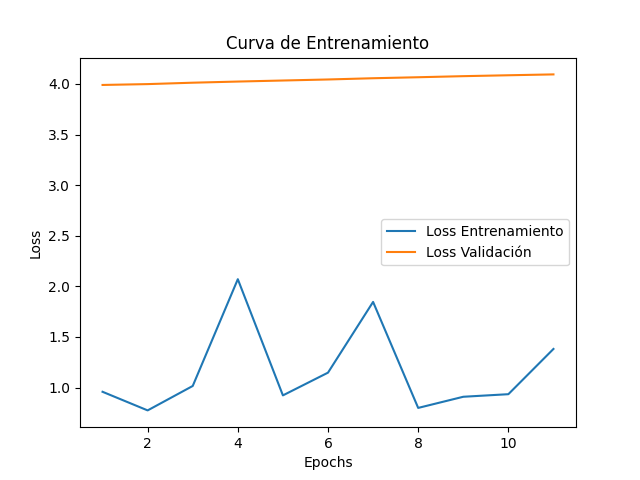 Curva de Entrenamiento
4.0
3.5
3.0
2.5
2.0
1.5
1.0
Loss
Loss Entrenamiento
Loss Validación
2 4 6 8 10
Epochs